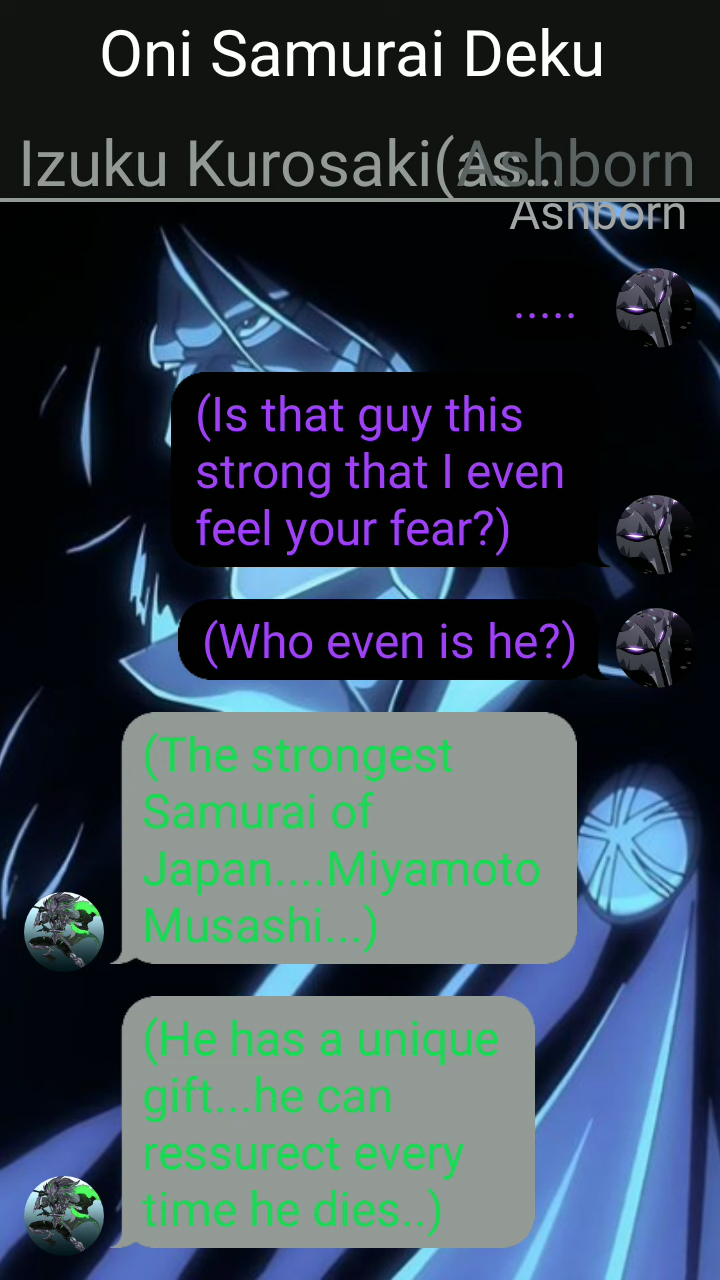 Oni Samurai Deku
Izuku Kurosaki(as...
Ashborn
Ashborn
.....
(Is that guy this
strong that I even
feel your fear?)
(Who even is he?)
(The strongest
Samurai of
Japan....Miyamoto
Musashi...)
(He has a unique
gift...he can
ressurect every
time he dies..)